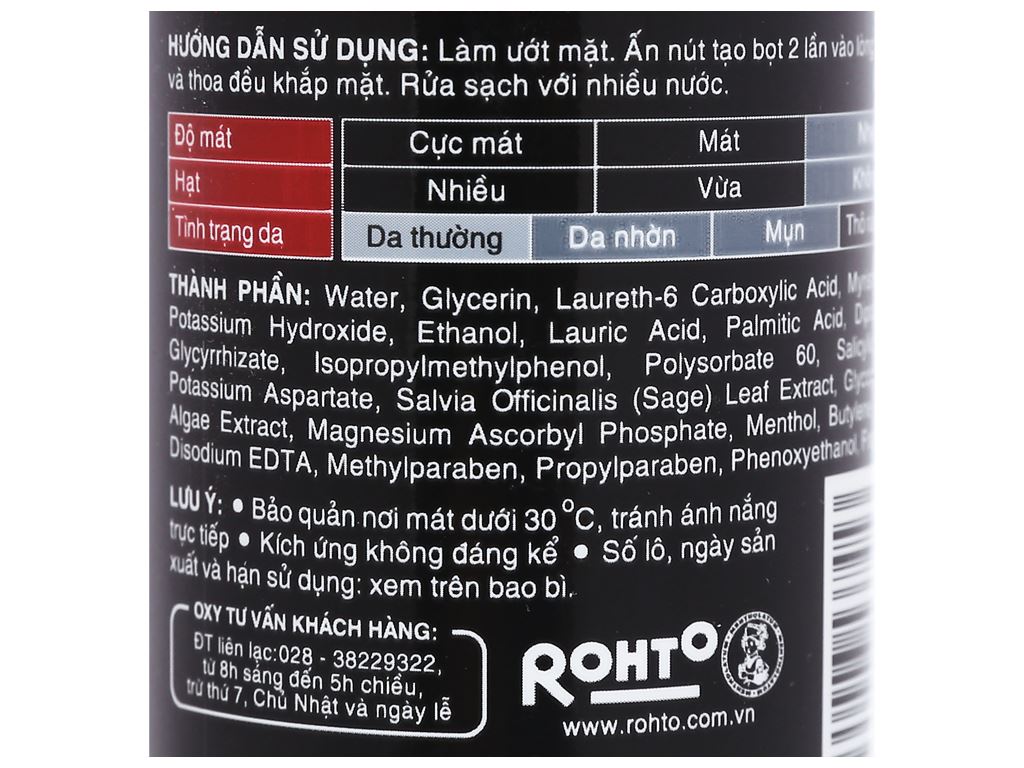 HƯỚNG DẪN SỬ DỤNG: Làm ướt mặt. Ấn nút tạo bọt 2 lần vào
và thoa đều khắp mặt. Rửa sạch với nhiều nước.
Độ mát Cực mát Mát
Hạt Nhiều Vừa
Tình trạng da Da thường Da nhờn Mụn
THÀNH PHẦN: Water, Glycerin, Laureth-6 Carboxylic Acid,
Potassium Hydroxide, Ethanol, Lauric Acid, Palmitic Acid,
Glycyrrhizate, Isopropylmethylphenol, Polysorbate 60,
Potassium Aspartate, Salvia Officinalis (Sage) Leaf Extract,
Algae Extract, Magnesium Ascorbyl Phosphate, Menthol,
Disodium EDTA, Methylparaben, Propylparaben, Phenoxyethanol,
LƯU Ý: • Bảo quản nơi mát dưới 30 °C, tránh ánh nắng
trực tiếp • Kích ứng không đáng kể • Số lô, ngày sản
xuất và hạn sử dụng: xem trên bao bì.
OXY TƯ VẤN KHÁCH HÀNG:
ĐT liên lạc:028 - 38229322,
từ 8h sáng đến 5h chiều,
trừ thứ 7, Chủ Nhật và ngày lễ
ROHTO
www.rohto.com.vn